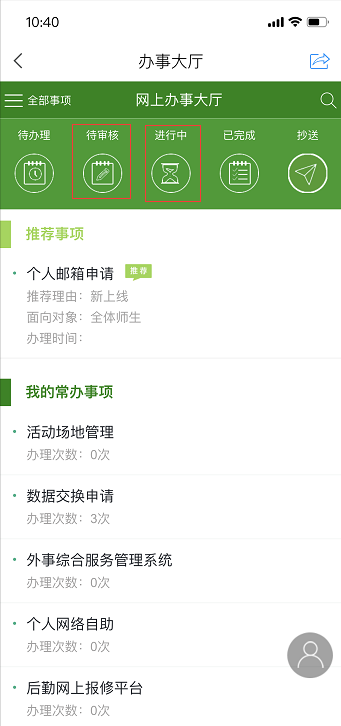 10:40
办事大厅
全部事项
网上办事大厅
待办理
待审核
进行中
已完成
抄送
推荐事项
个人邮箱申请 推荐
推荐理由：新上线
面向对象：全体师生
办理时间：
我的常办事项
活动场地管理
办理次数：0次
数据交换申请
办理次数：3次
外事综合服务管理系统
办理次数：0次
个人网络自助
办理次数：0次
后勤网上报修平台
办理次数：0次